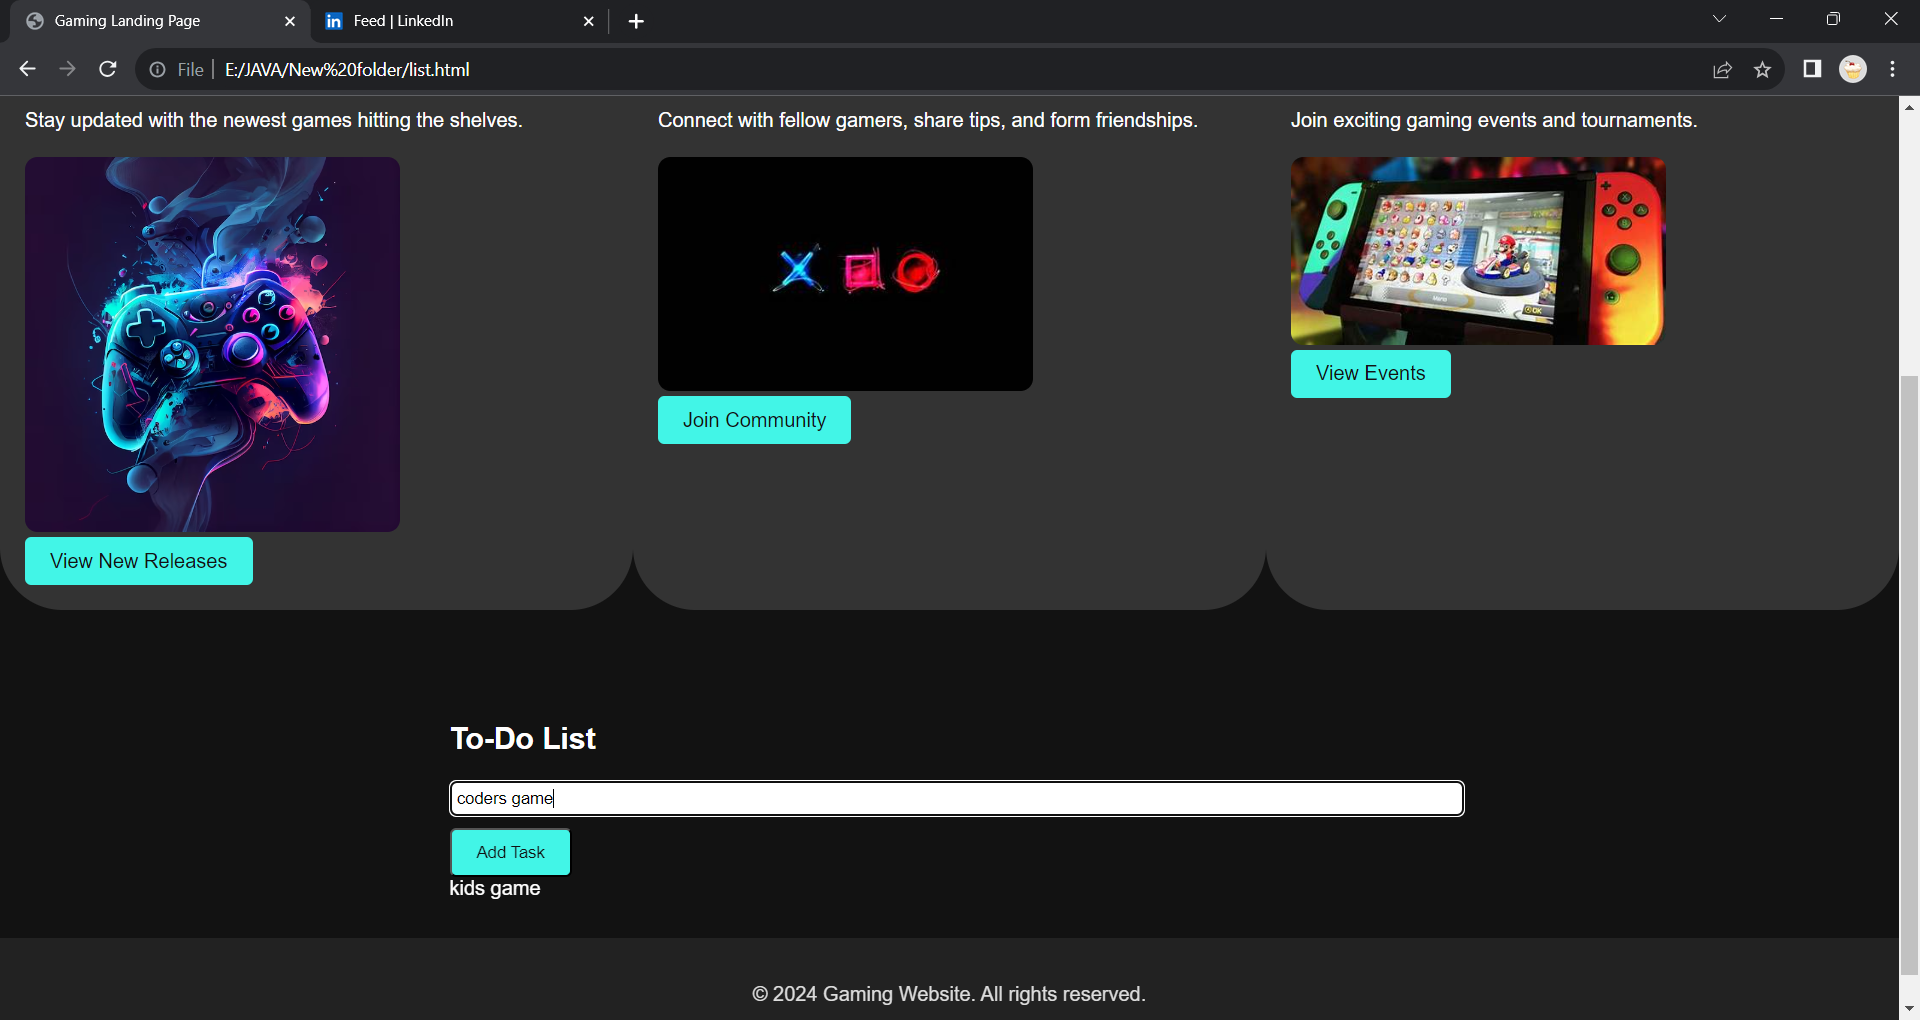 Gaming Landing Page
Feed | LinkedIn
File
E:/JAVA/New%20folder/list.html
Stay updated with the newest games hitting the shelves.
Connect with fellow gamers, share tips, and form friendships.
Join exciting gaming events and tournaments.
Mario
OK
View New Releases
Join Community
View Events
To-Do List
coders game
Add Task
kids game
© 2024 Gaming Website. All rights reserved.